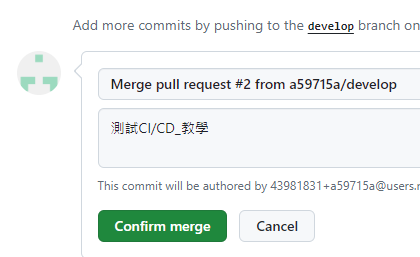 Add more commits by pushing to the develop branch on
Merge pull request #2 from a59715a/develop
測試CI/CD_教學
This commit will be authored by 43981831+a59715a@users.
Confirm merge
Cancel